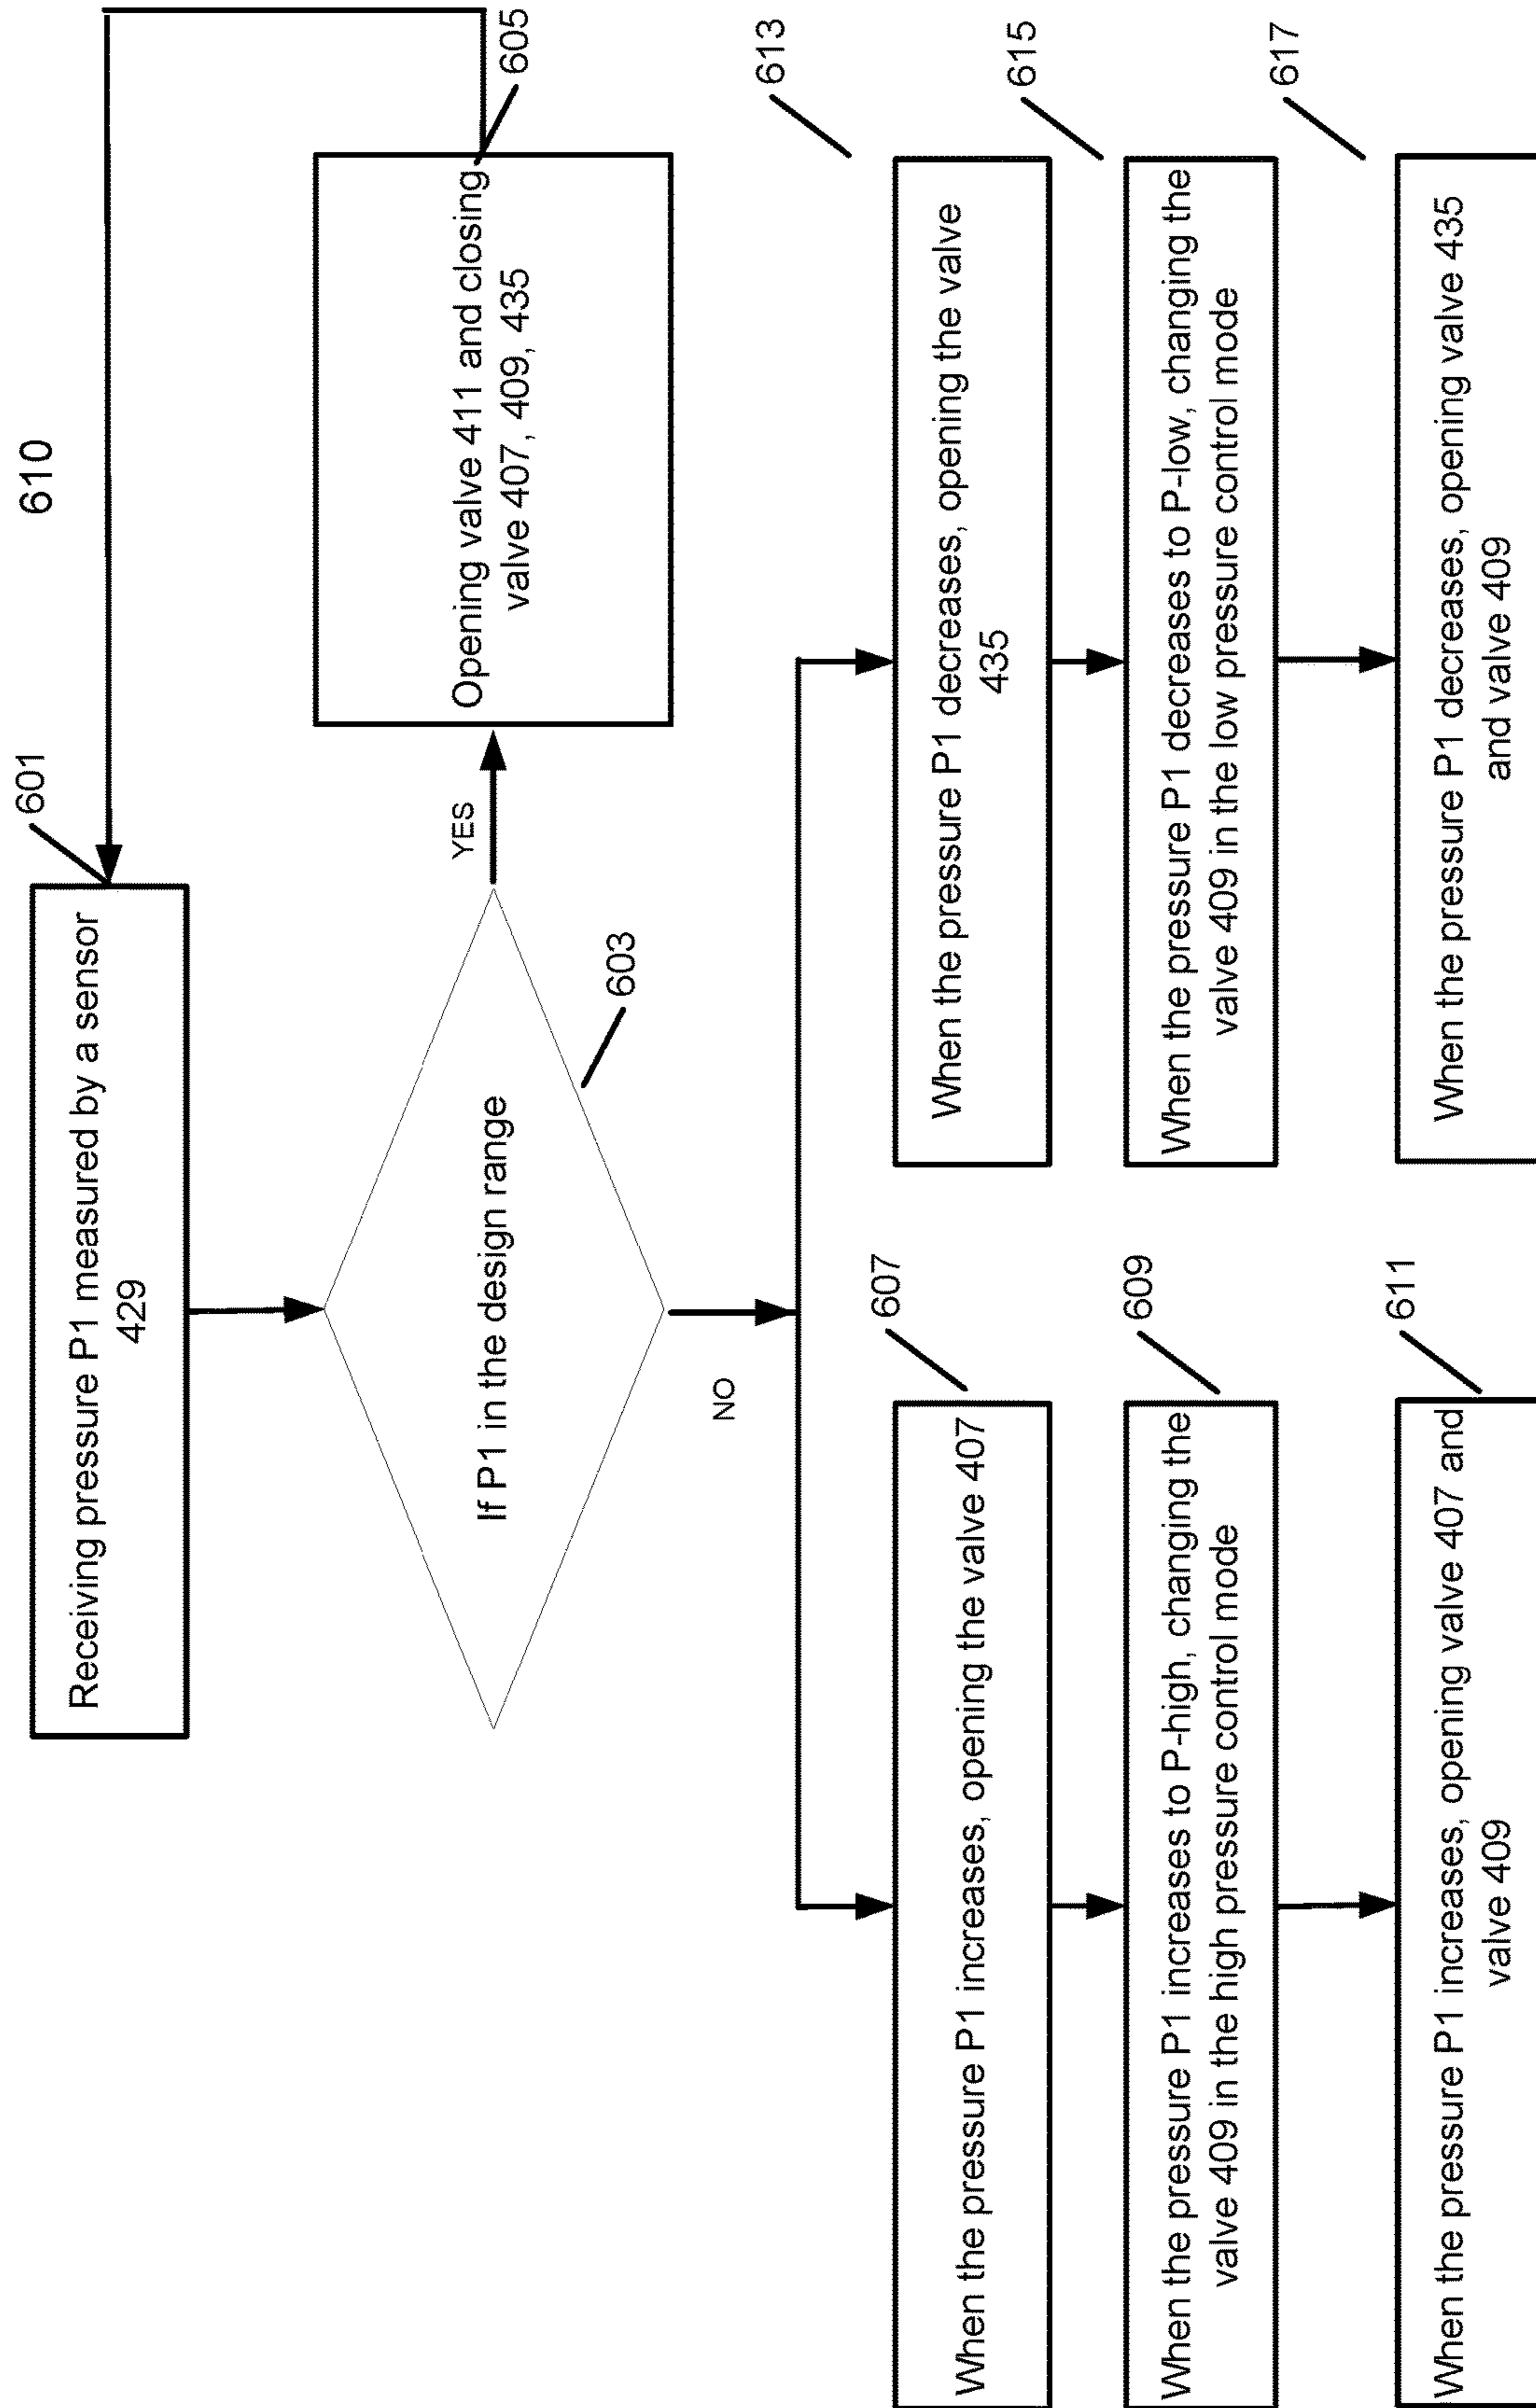 610
601
Receiving pressure P1 measured by a sensor
429
603
If P1 in the design range
YES
605
Opening valve 411 and closing
valve 407, 409, 435
NO
607
When the pressure P1 increases, opening the valve 407
609
When the pressure P1 increases to P-high, changing the
valve 409 in the high pressure control mode
611
When the pressure P1 increases, opening valve 407 and
valve 409
613
When the pressure P1 decreases, opening the valve
435
615
When the pressure P1 decreases to P-low, changing the
valve 409 in the low pressure control mode
617
When the pressure P1 decreases, opening valve 435
and valve 409